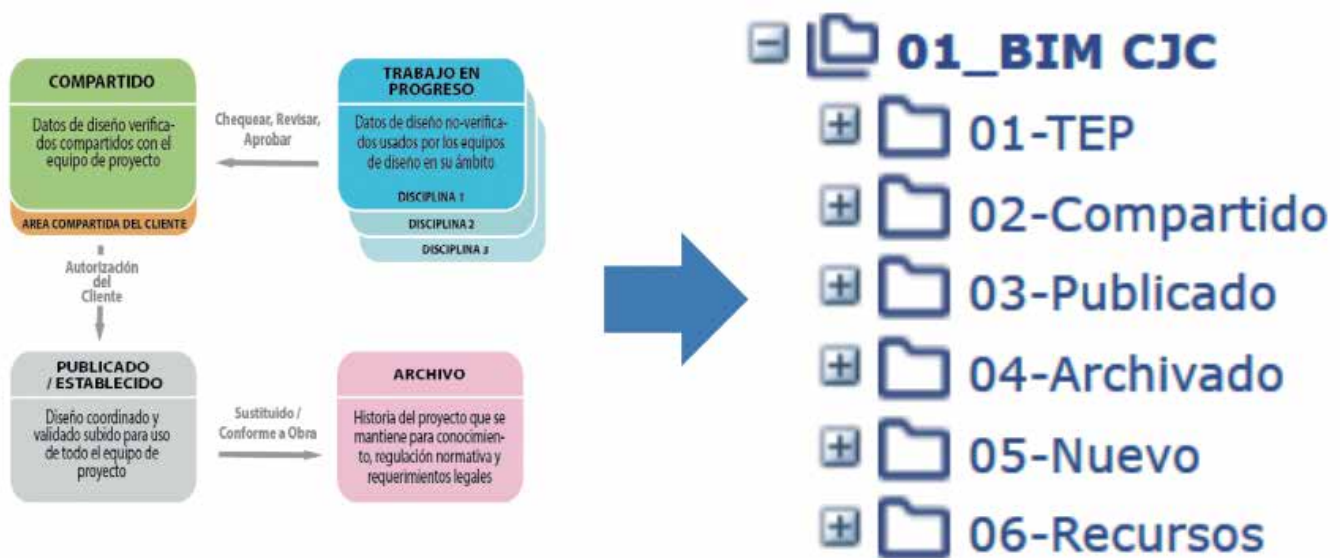 COMPARTIDO
Datos de diseño verifica-
dos compartidos con el
equipo de proyecto
AREA COMPARTIDA DEL CLIENTE
Chequear, Revisar,
Aprobar
TRABAJO EN
PROGRESO
Datos de diseño no-verifica-
dos usados por los equipos
de diseño en su ámbito
DISCIPLINA 1
DISCIPLINA 2
DISCIPLINA 3
Autorización
del
Cliente
PUBLICADO
/ ESTABLECIDO
Diseño coordinado y
validado subido para uso
de todo el equipo de
proyecto
Sustituido /
Conforme a Obra
ARCHIVO
Historia del proyecto que se
mantiene para conocimien-
to, regulación normativa y
requerimientos legales
01_BIM CJC
01-TEP
02-Compartido
03-Publicado
04-Archivado
05-Nuevo
06-Recursos